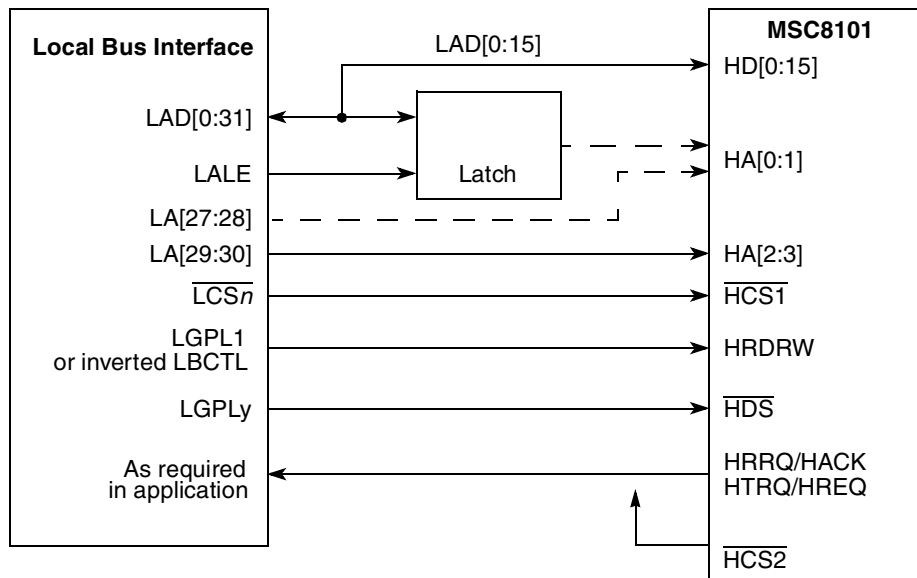 Local Bus Interface
LAD[0:31]
LALE
LA[27:28]
LA[29:30]
LCSn
LGPL1
or inverted LBCTL
LGPLy
As required
in application
LAD[0:15]
Latch
MSC8101
HD[0:15]
HA[0:1]
HA[2:3]
HCS1
HRDRW
HDS
HRRQ/HACK
HTRQ/HREQ
HCS2